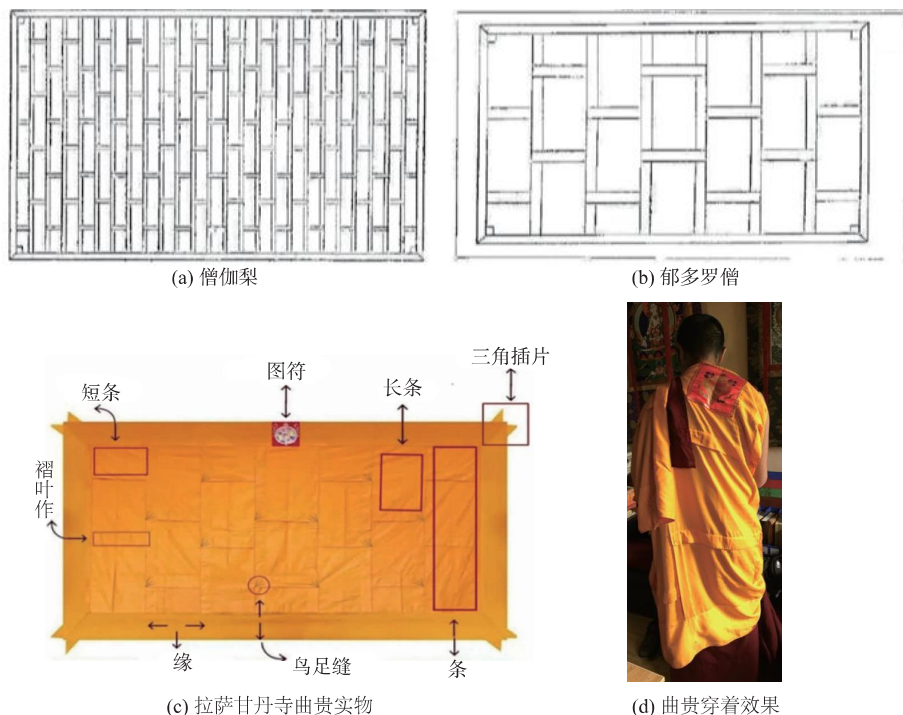 (a) 僧伽梨
(b) 郁多罗僧
三角插片
图符
短条
长条
褶叶作
缘
鸟足缝
条
(c) 拉萨甘丹寺曲贵实物
(d) 曲贵穿着效果